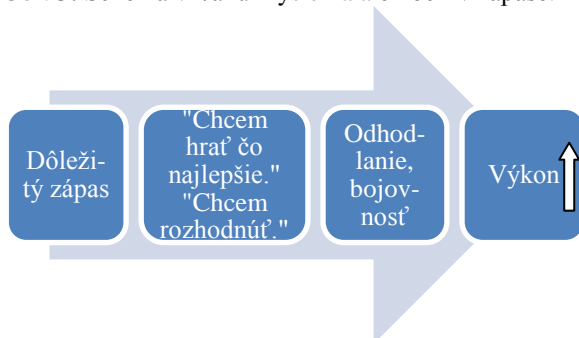 Dôleži-
tý zápas
"Chcem
hrať čo
najlepšie."
"Chcem
rozhodnúť."
Odhod-
lanie,
bojov-
nosť
Výkon